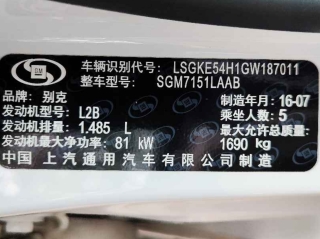 GM
车辆识别代号: LSGKE54H1GW187011
整车型号: SGM7151LAAB
品牌: 别克 制造年月: 16-07
发动机型号: L2B 乘坐人数: 5
发动机排量: 1.485 L 最大允许总质量:
发动机最大净功率: 81 kW 1690 kg
中国 上汽通用汽车有限公司 制造